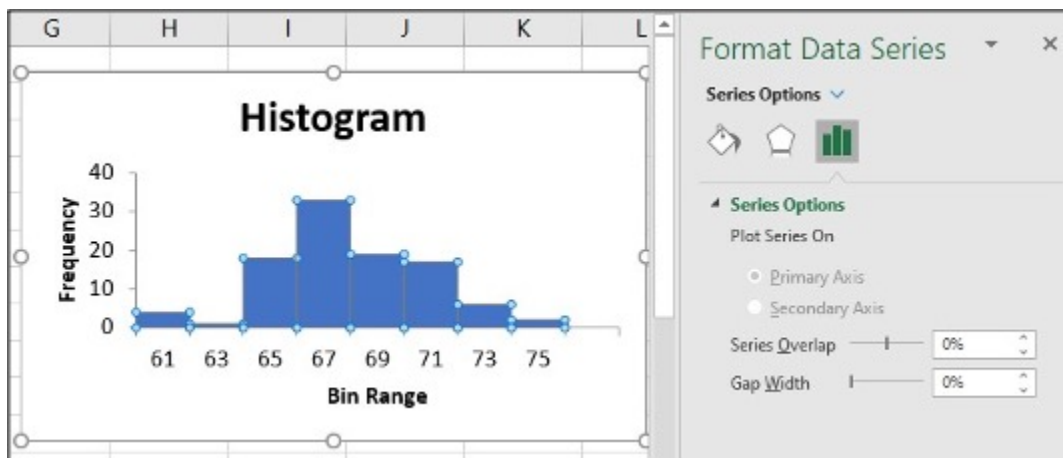 G H I J K L
Histogram
40
30
20
10
0
Frequency
61 63 65 67 69 71 73 75
Bin Range
Format Data Series
Series Options
Series Options
Plot Series On
Primary Axis
Secondary Axis
Series Overlap 0%
Gap Width 0%